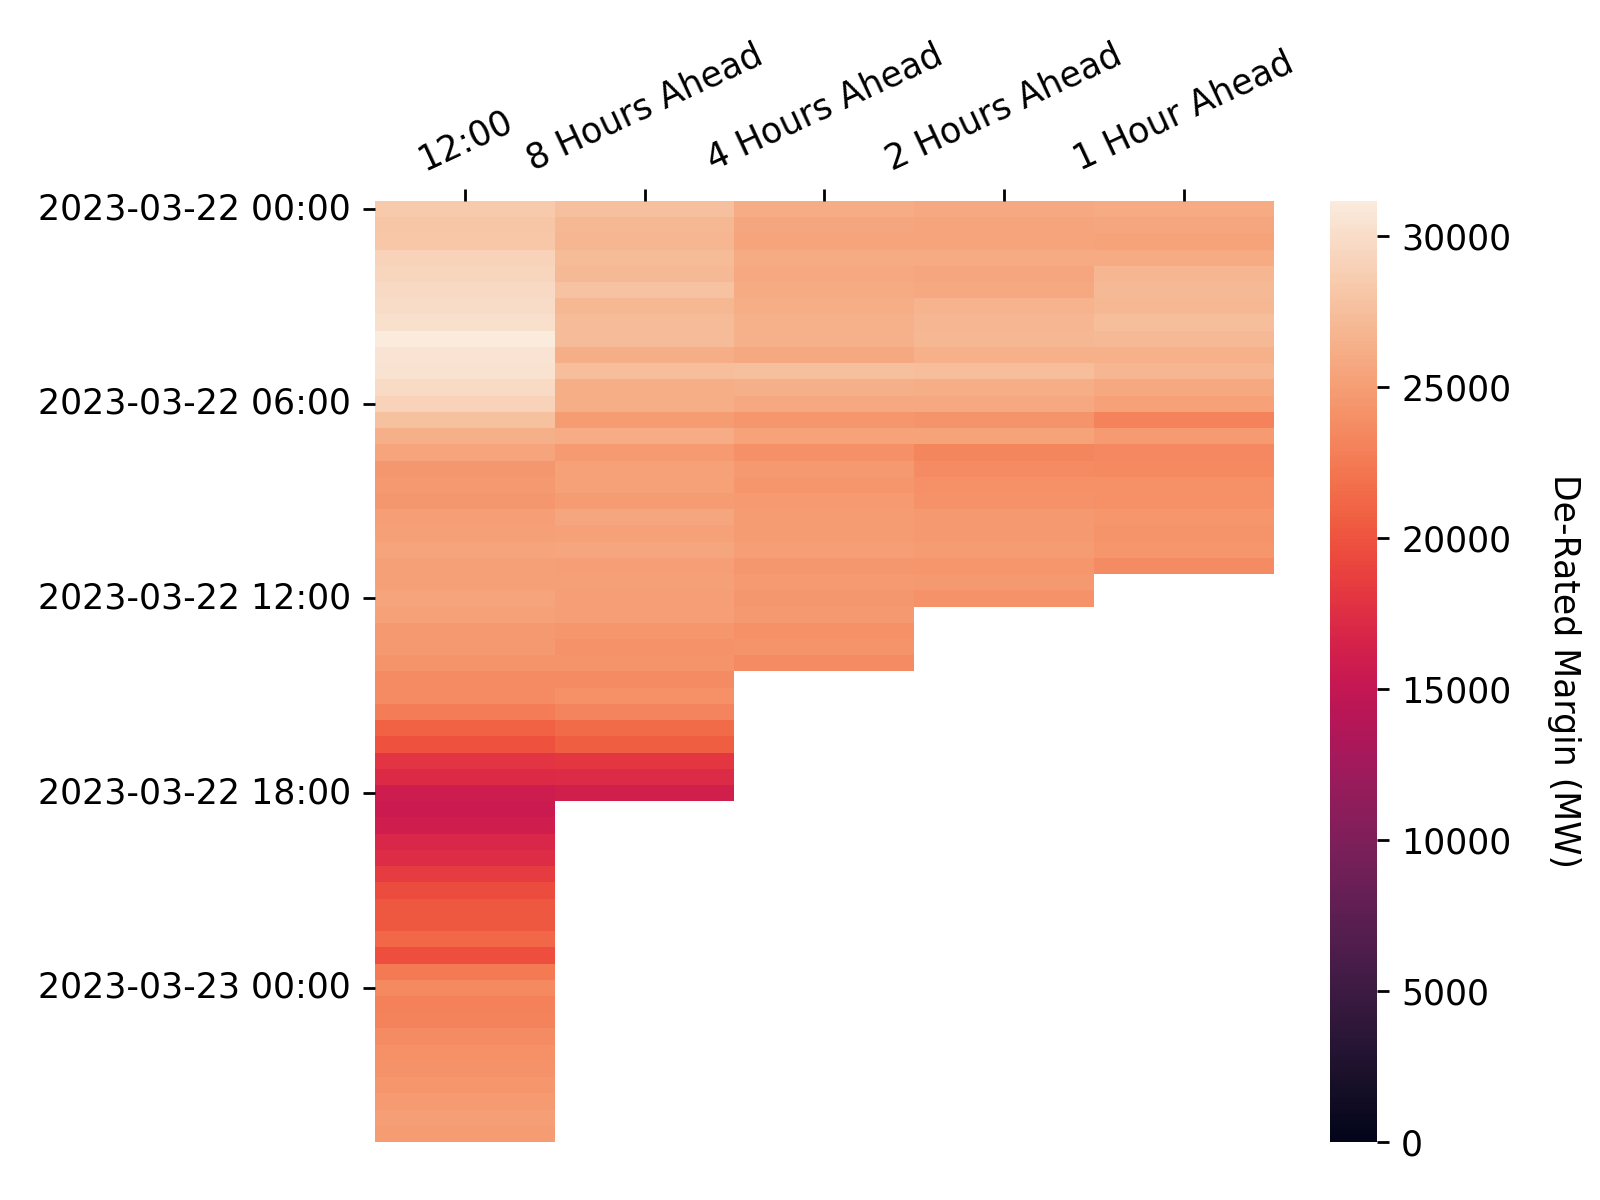 12:00
8 Hours Ahead
4 Hours Ahead
2 Hours Ahead
1 Hour Ahead
2023-03-22 00:00
2023-03-22 06:00
2023-03-22 12:00
2023-03-22 18:00
2023-03-23 00:00
30000
25000
20000
15000
10000
5000
0
De-Rated Margin (MW)